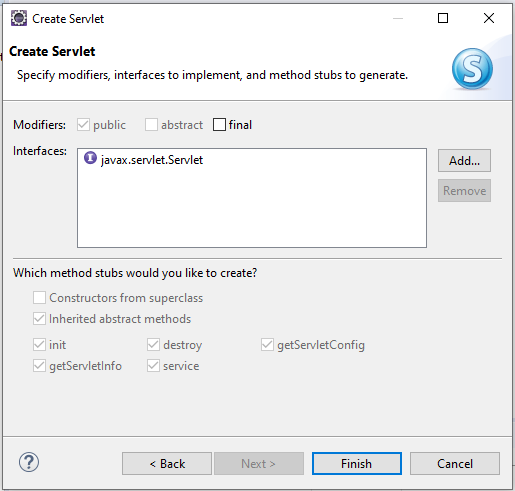 Create Servlet
Create Servlet
Specify modifiers, interfaces to implement, and method stubs to generate.
S
Modifiers: public abstract final
Interfaces: I javax.servlet.Servlet Add...
Remove
Which method stubs would you like to create?
Constructors from superclass
Inherited abstract methods
init destroy getServletConfig
getServletInfo service
? < Back Next > Finish Cancel